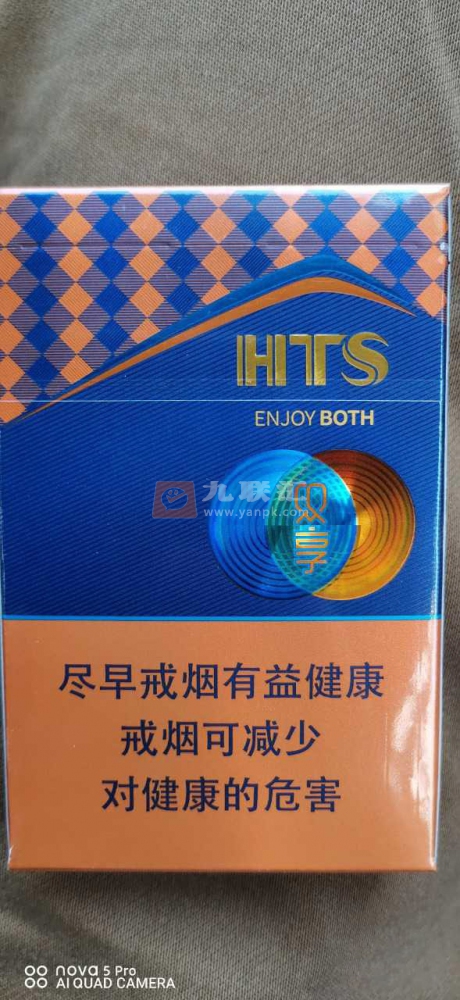 HTS
ENJOY BOTH
双享
九联汇
www.yanpk.com
尽早戒烟有益健康
戒烟可减少
对健康的危害
nova 5 Pro
AI QUAD CAMERA